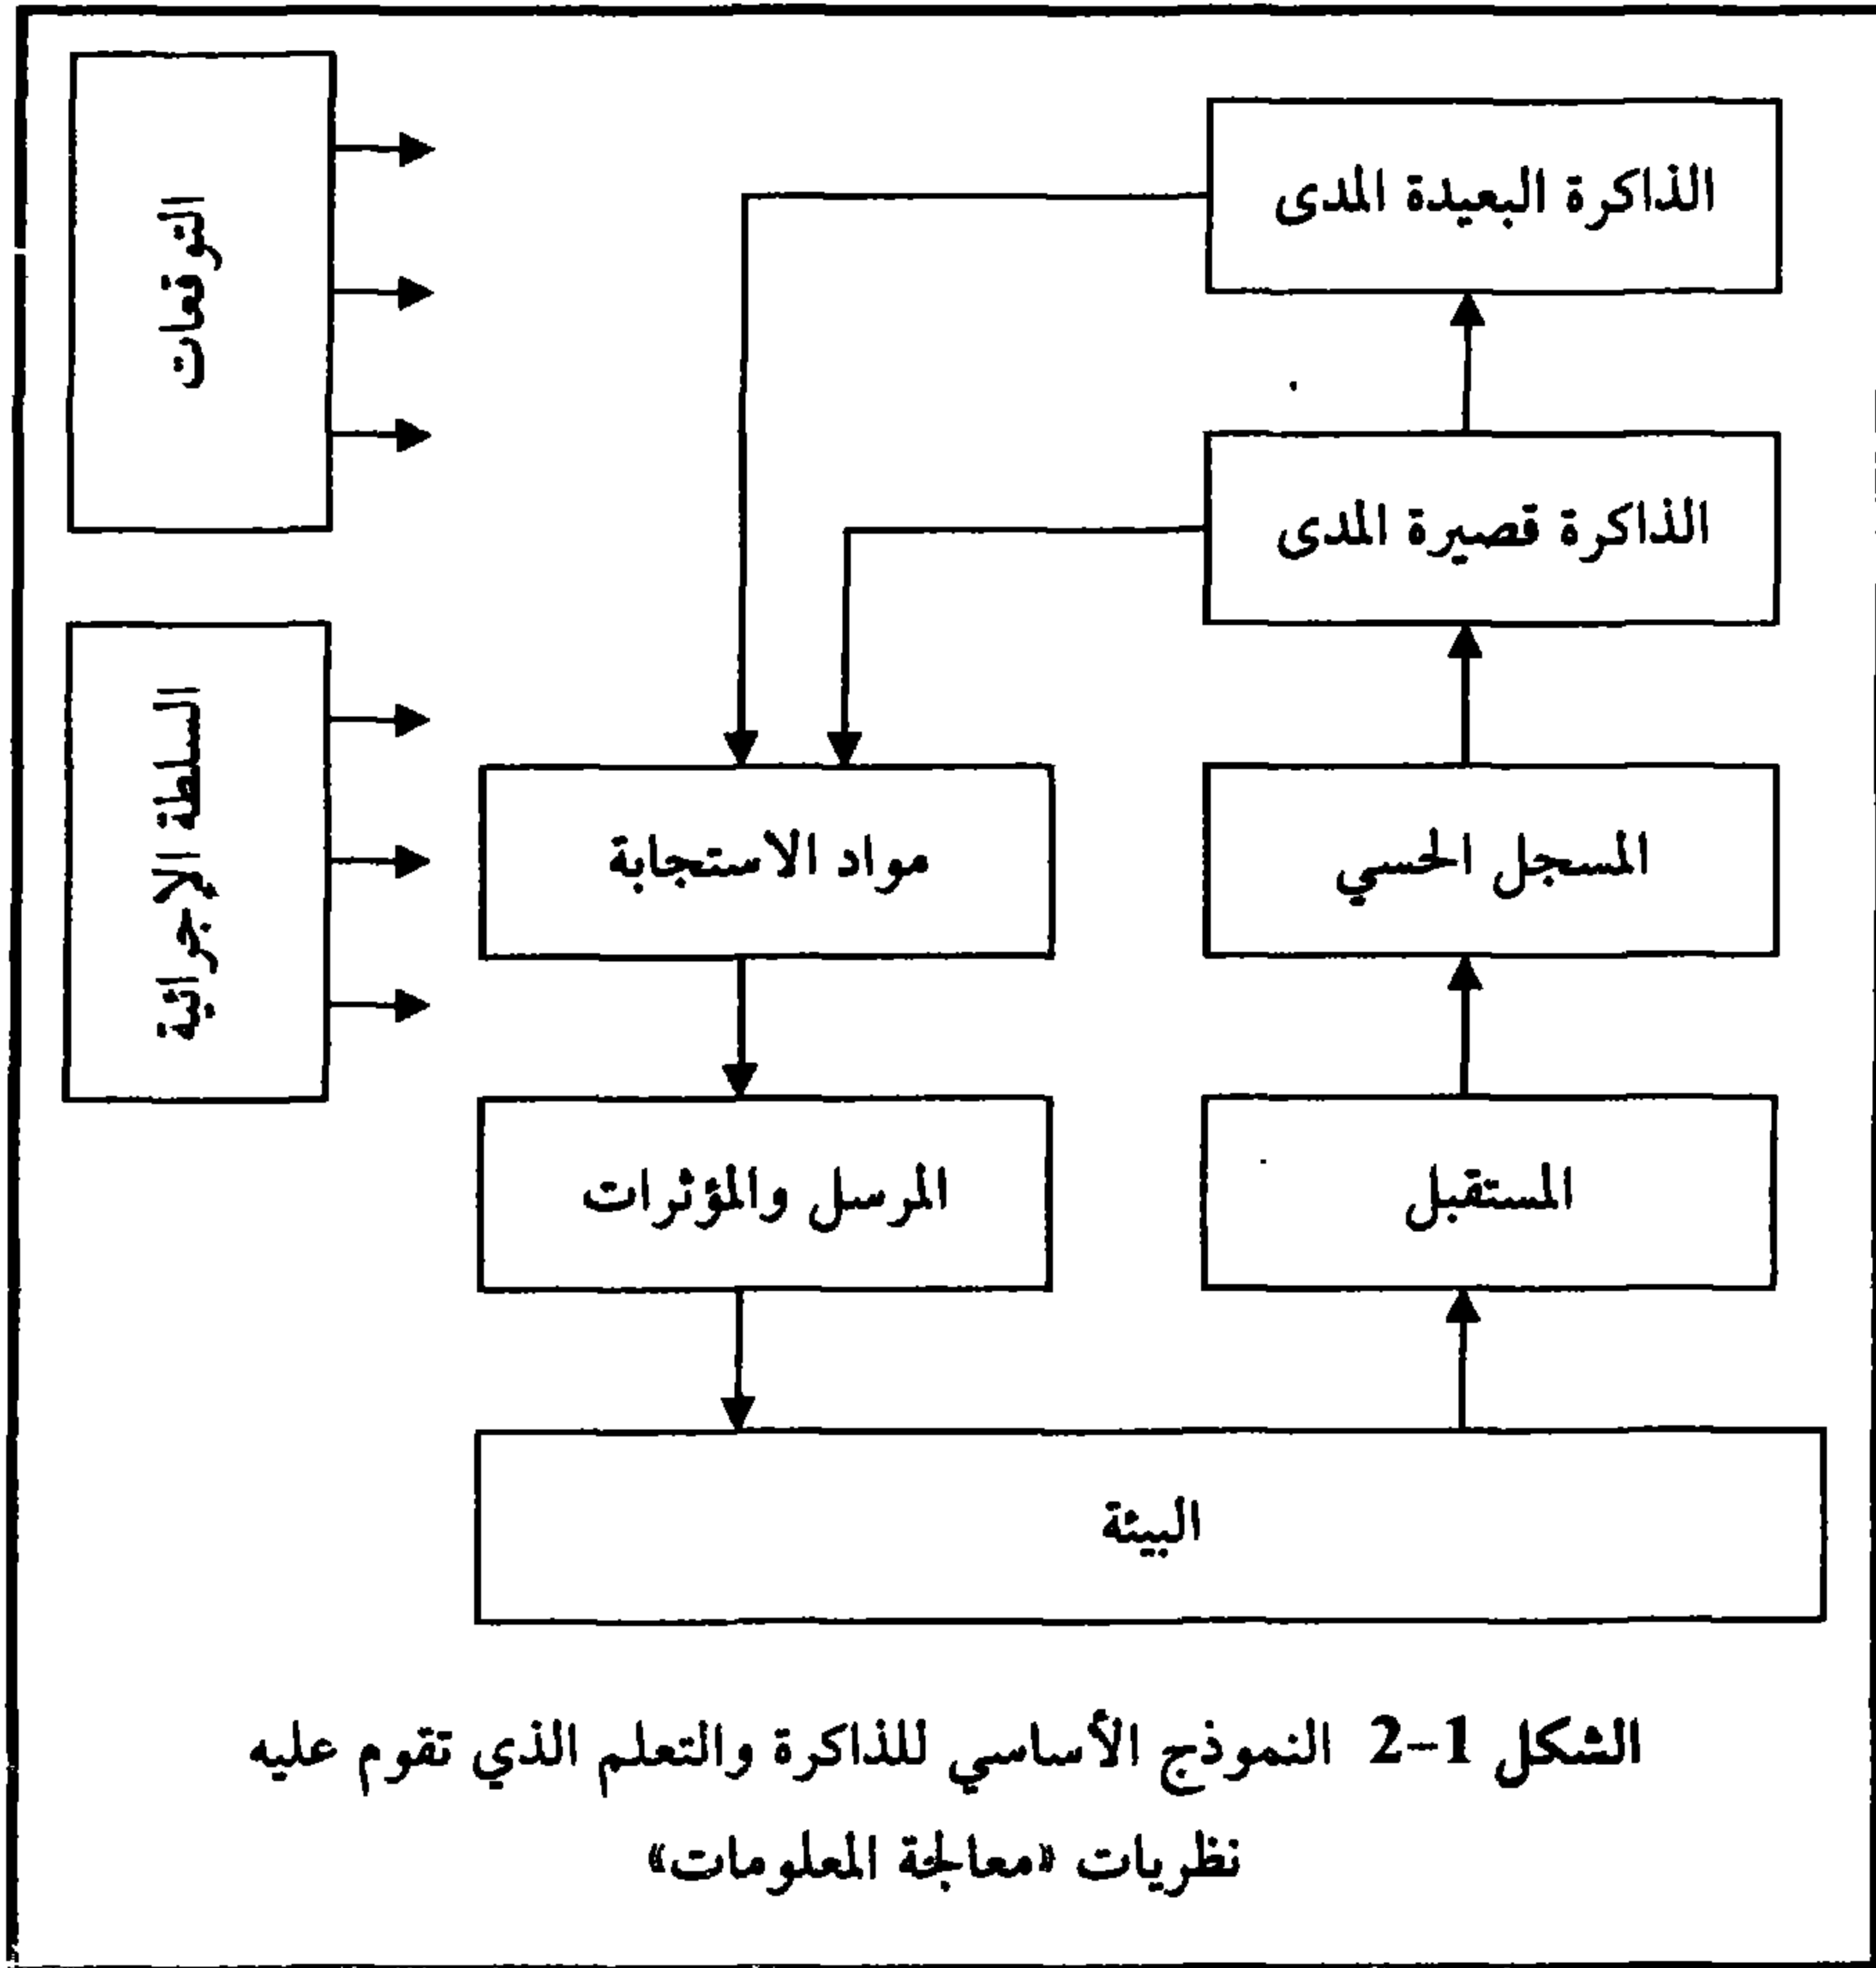 الذاكرة البعيدة المدى
التوقعات
الذاكرة قصيرة المدى
المسجل الحسي
مواد الاستجابة
السلطة الاجرائية
المستقبل
المرسل والمؤثرات
البيئة
الشكل 1-2 النموذج الأساسي للذاكرة والتعلم الذي تقوم عليه
نظريات «معالجة المعلومات»